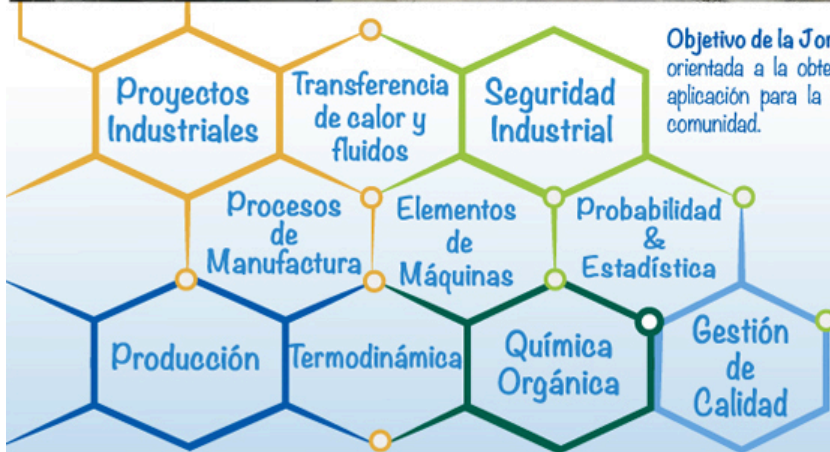 Objetivo de la Jor
orientada a la obte
aplicación para la
comunidad.
Proyectos
Industriales
Transferencia
de calor y
fluidos
Seguridad
Industrial
Procesos
de
Manufactura
Elementos
de
Máquinas
Probabilidad
&
Estadística
Producción
Termodinámica
Química
Orgánica
Gestión
de
Calidad